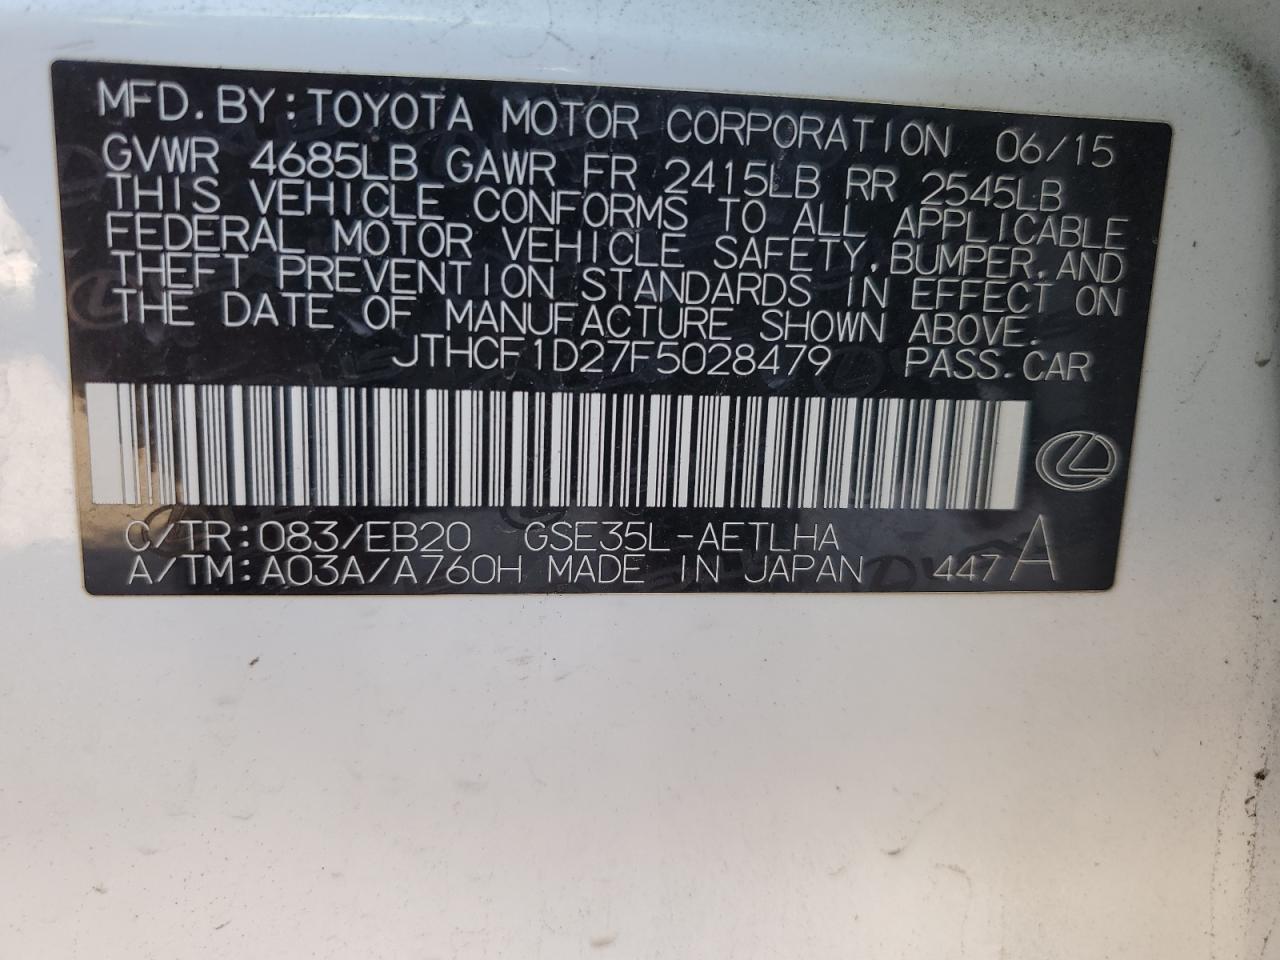 MFD.BY:TOYOTA MOTOR CORPORATION 06/15
GVWR 4685LB GAWR FR 2415LB RR 2545LB
THIS VEHICLE CONFORMS TO ALL APPLICABLE
FEDERAL MOTOR VEHICLE SAFETY,BUMPER,AND
THEFT PREVENTION STANDARDS IN EFFECT ON
THE DATE OF MANUFACTURE SHOWN ABOVE.
JTHCF1D27F5028479 PASS.CAR
C/TR:083/EB20 GSE35L-AETLHA
A/TM:A03A/A760H MADE IN JAPAN 447 A